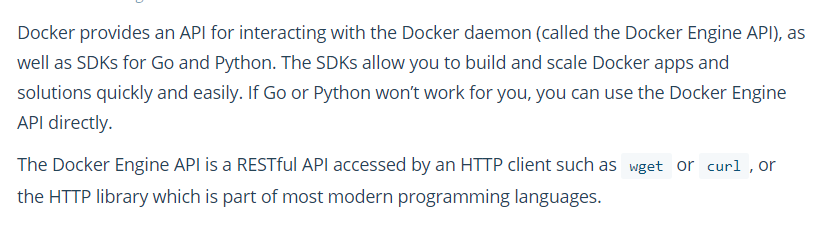 Docker provides an API for interacting with the Docker daemon (called the Docker Engine API), as
well as SDKs for Go and Python. The SDKs allow you to build and scale Docker apps and
solutions quickly and easily. If Go or Python won’t work for you, you can use the Docker Engine
API directly.
The Docker Engine API is a RESTful API accessed by an HTTP client such as wget or curl , or
the HTTP library which is part of most modern programming languages.